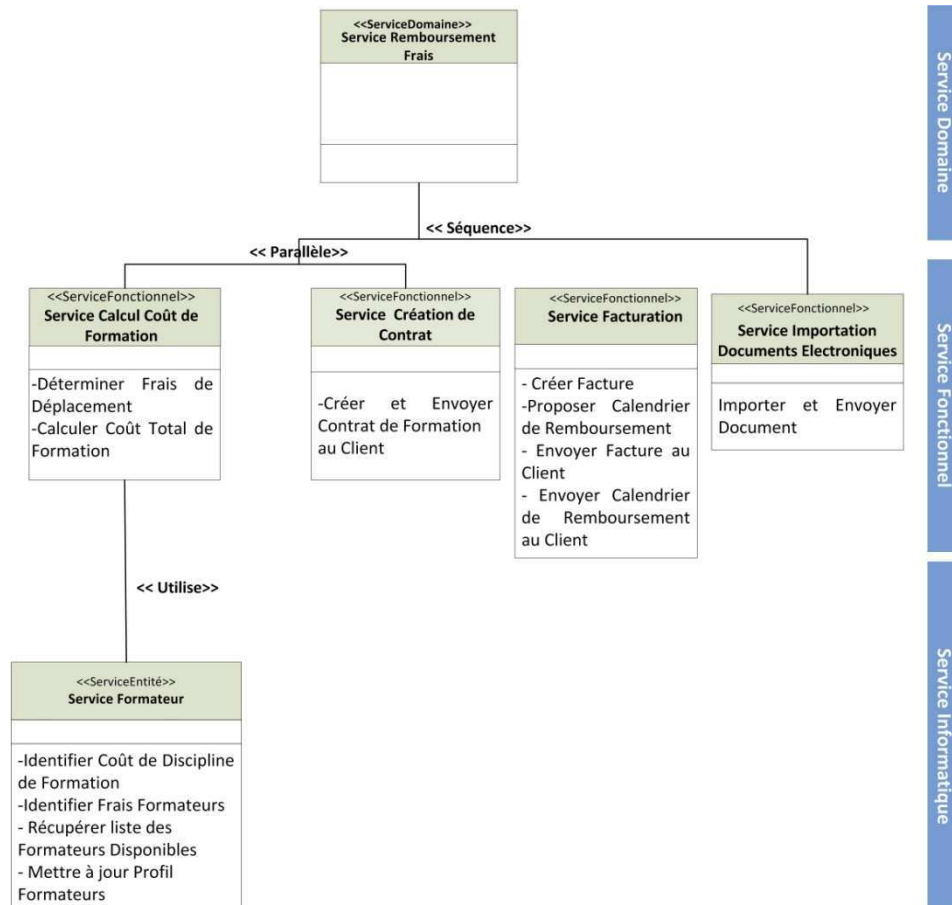 <<ServiceDomaine>>
Service Remboursement
Frais
Service Domaine
<< Séquence>>
<< Parallèle>>
<<ServiceFonctionnel>>
Service Calcul Coût de
Formation
-Déterminer Frais de
Déplacement
-Calculer Coût Total de
Formation
<<ServiceFonctionnel>>
Service Création de
Contrat
-Créer et Envoyer
Contrat de Formation
au Client
<<ServiceFonctionnel>>
Service Facturation
- Créer Facture
-Proposer Calendrier
de Remboursement
- Envoyer Facture au
Client
- Envoyer Calendrier
de Remboursement
au Client
<<ServiceFonctionnel>>
Service Importation
Documents Electroniques
Importer et Envoyer
Document
Service Fonctionnel
<< Utilise>>
<<ServiceEntité>>
Service Formateur
-Identifier Coût de Discipline
de Formation
-Identifier Frais Formateurs
- Récupérer liste des
Formateurs Disponibles
- Mettre à jour Profil
Formateurs
Service Informatique